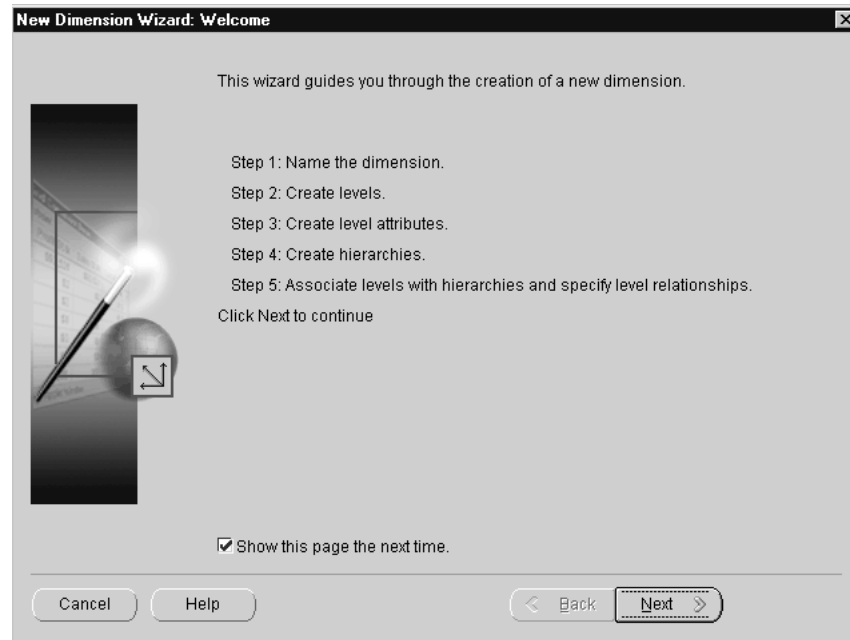 New Dimension Wizard: Welcome
This wizard guides you through the creation of a new dimension.
Step 1: Name the dimension.
Step 2: Create levels.
Step 3: Create level attributes.
Step 4: Create hierarchies.
Step 5: Associate levels with hierarchies and specify level relationships.
Click Next to continue
Show this page the next time.
Cancel Help Back Next